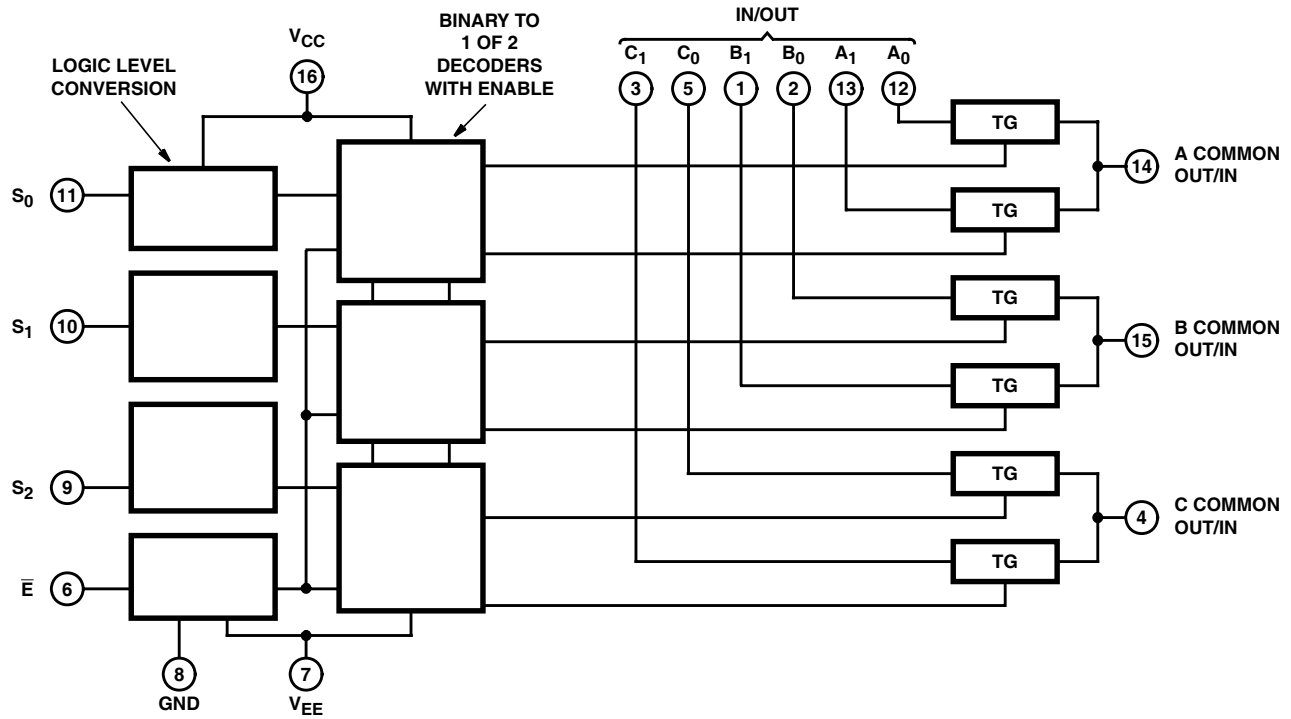 IN/OUT
BINARY TO
1 OF 2
DECODERS
WITH ENABLE
VCC
16
LOGIC LEVEL
CONVERSION
C1 C0 B1 B0 A1 A0
3 5 1 2 13 12
TG
14 A COMMON
OUT/IN
S0 11
TG
TG
S1 10
15 B COMMON
OUT/IN
TG
TG
S2 9
4 C COMMON
OUT/IN
TG
E̅ 6
8
GND
7
VEE